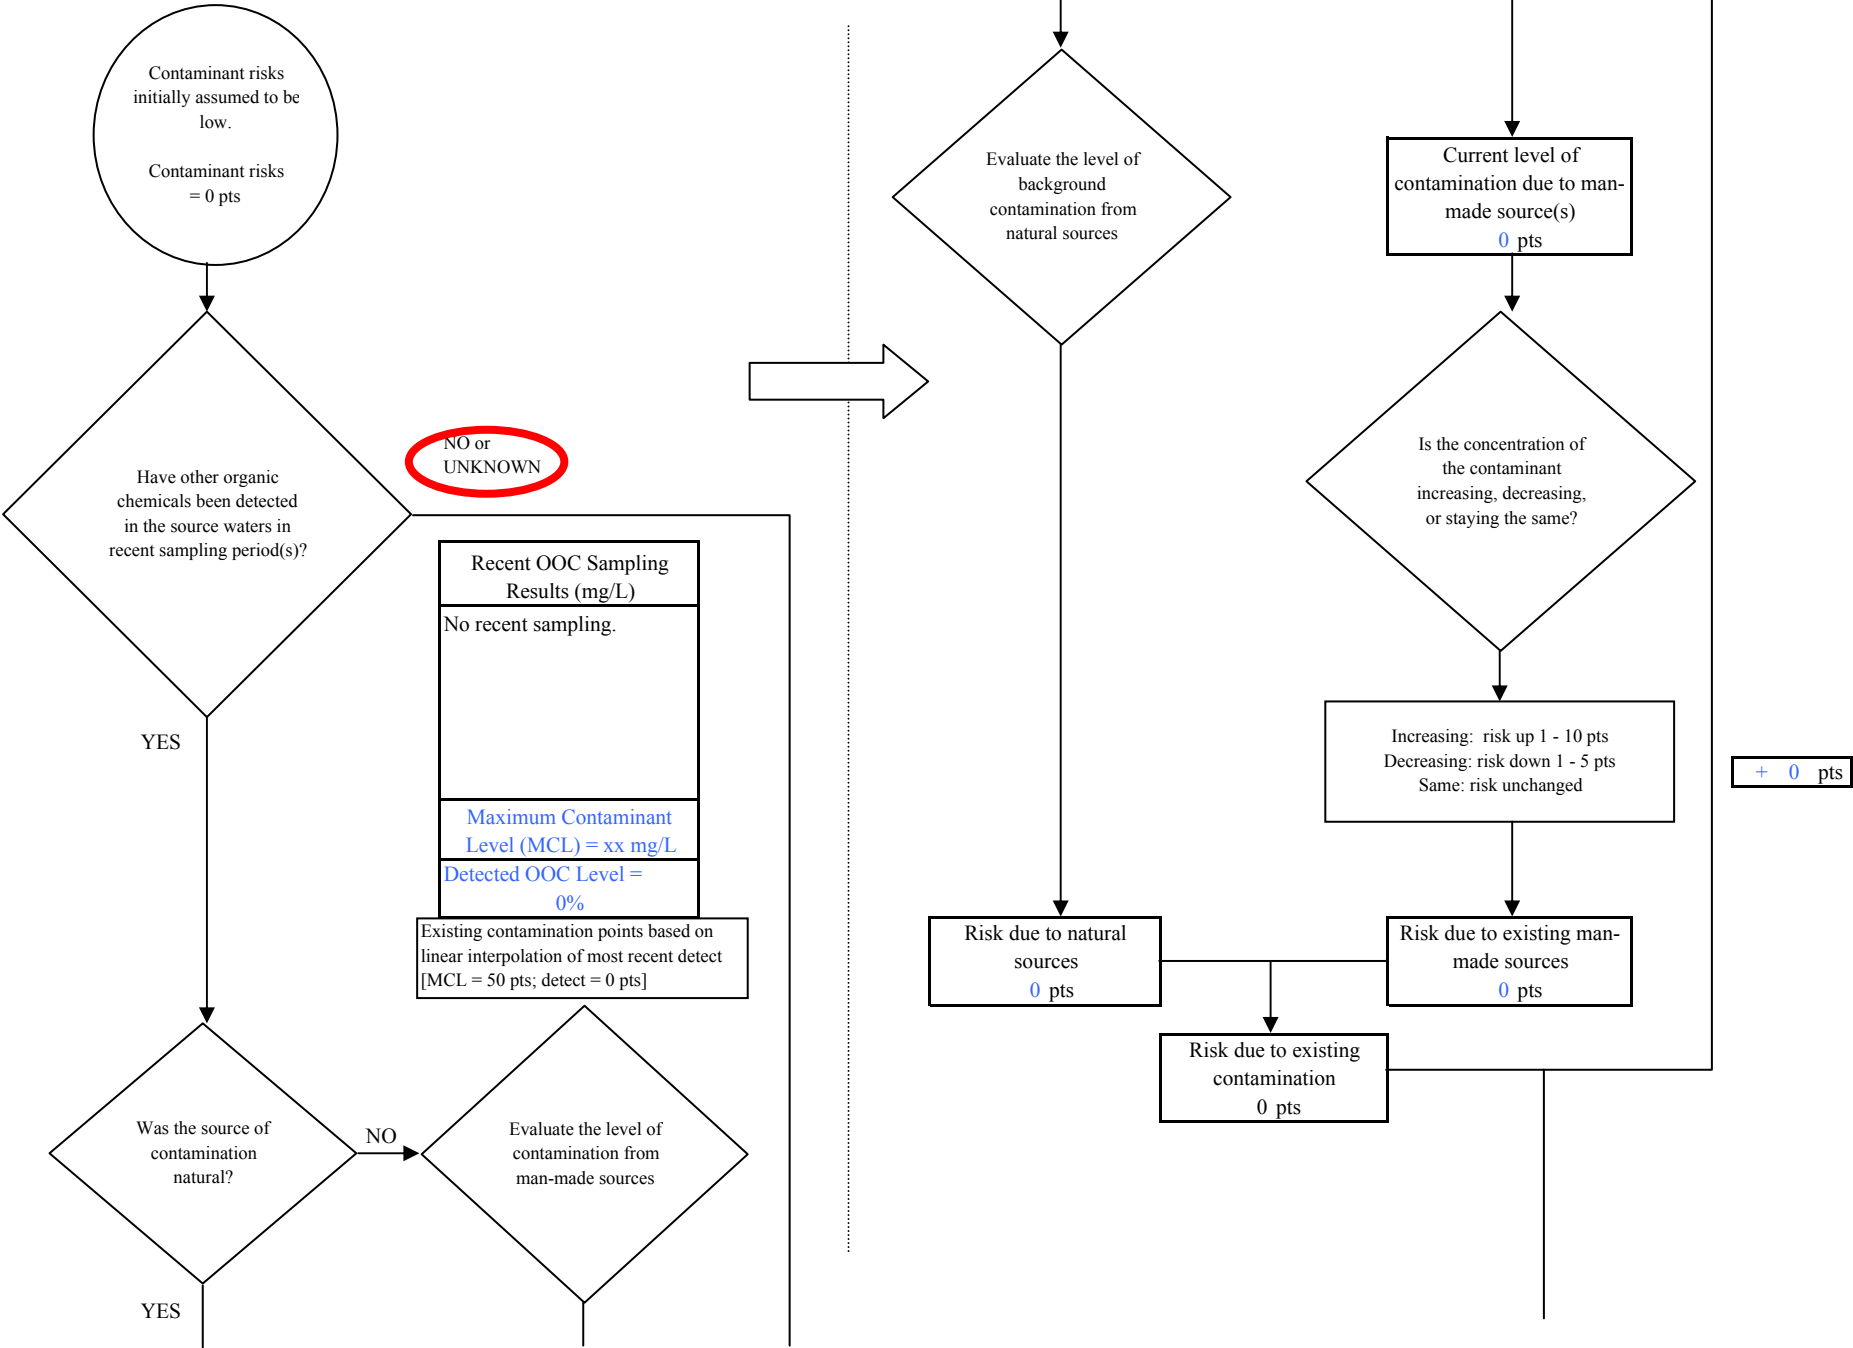 Contaminant risks
initially assumed to be
low.
Contaminant risks
= 0 pts
Have other organic
chemicals been detected
in the source waters in
recent sampling period(s)?
NO or
UNKNOWN
Recent OOC Sampling
Results (mg/L)
No recent sampling.
Maximum Contaminant
Level (MCL) = xx mg/L
Detected OOC Level =
0%
Existing contamination points based on
linear interpolation of most recent detect
[MCL = 50 pts; detect = 0 pts]
YES
Was the source of
contamination
natural?
NO
Evaluate the level of
contamination from
man-made sources
YES
Evaluate the level of
background
contamination from
natural sources
Current level of
contamination due to man-
made source(s)
0 pts
Is the concentration of
the contaminant
increasing, decreasing,
or staying the same?
Increasing: risk up 1 - 10 pts
Decreasing: risk down 1 - 5 pts
Same: risk unchanged
+ 0 pts
Risk due to natural
sources
0 pts
Risk due to existing man-
made sources
0 pts
Risk due to existing
contamination
0 pts